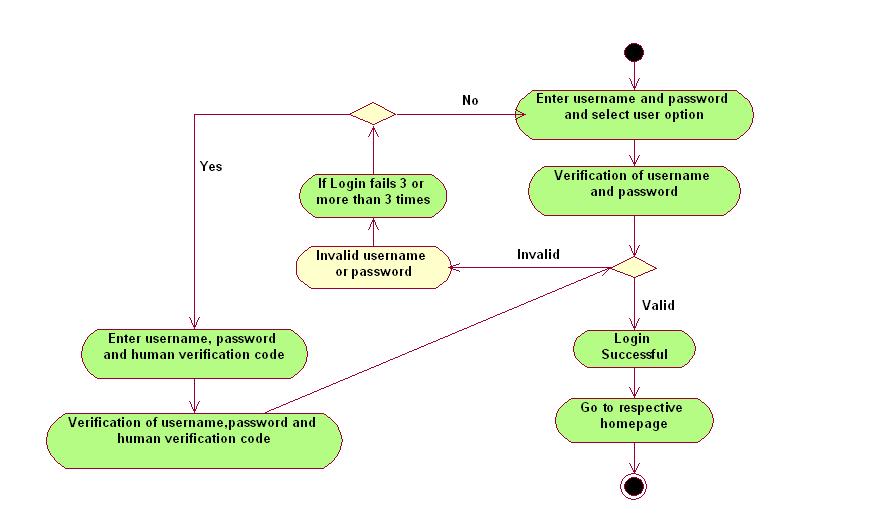 Enter username and password
and select user option
No
Yes
Verification of username
and password
If Login fails 3 or
more than 3 times
Invalid username
or password
Invalid
Valid
Enter username, password
and human verification code
Login
Successful
Verification of username,password and
human verification code
Go to respective
homepage